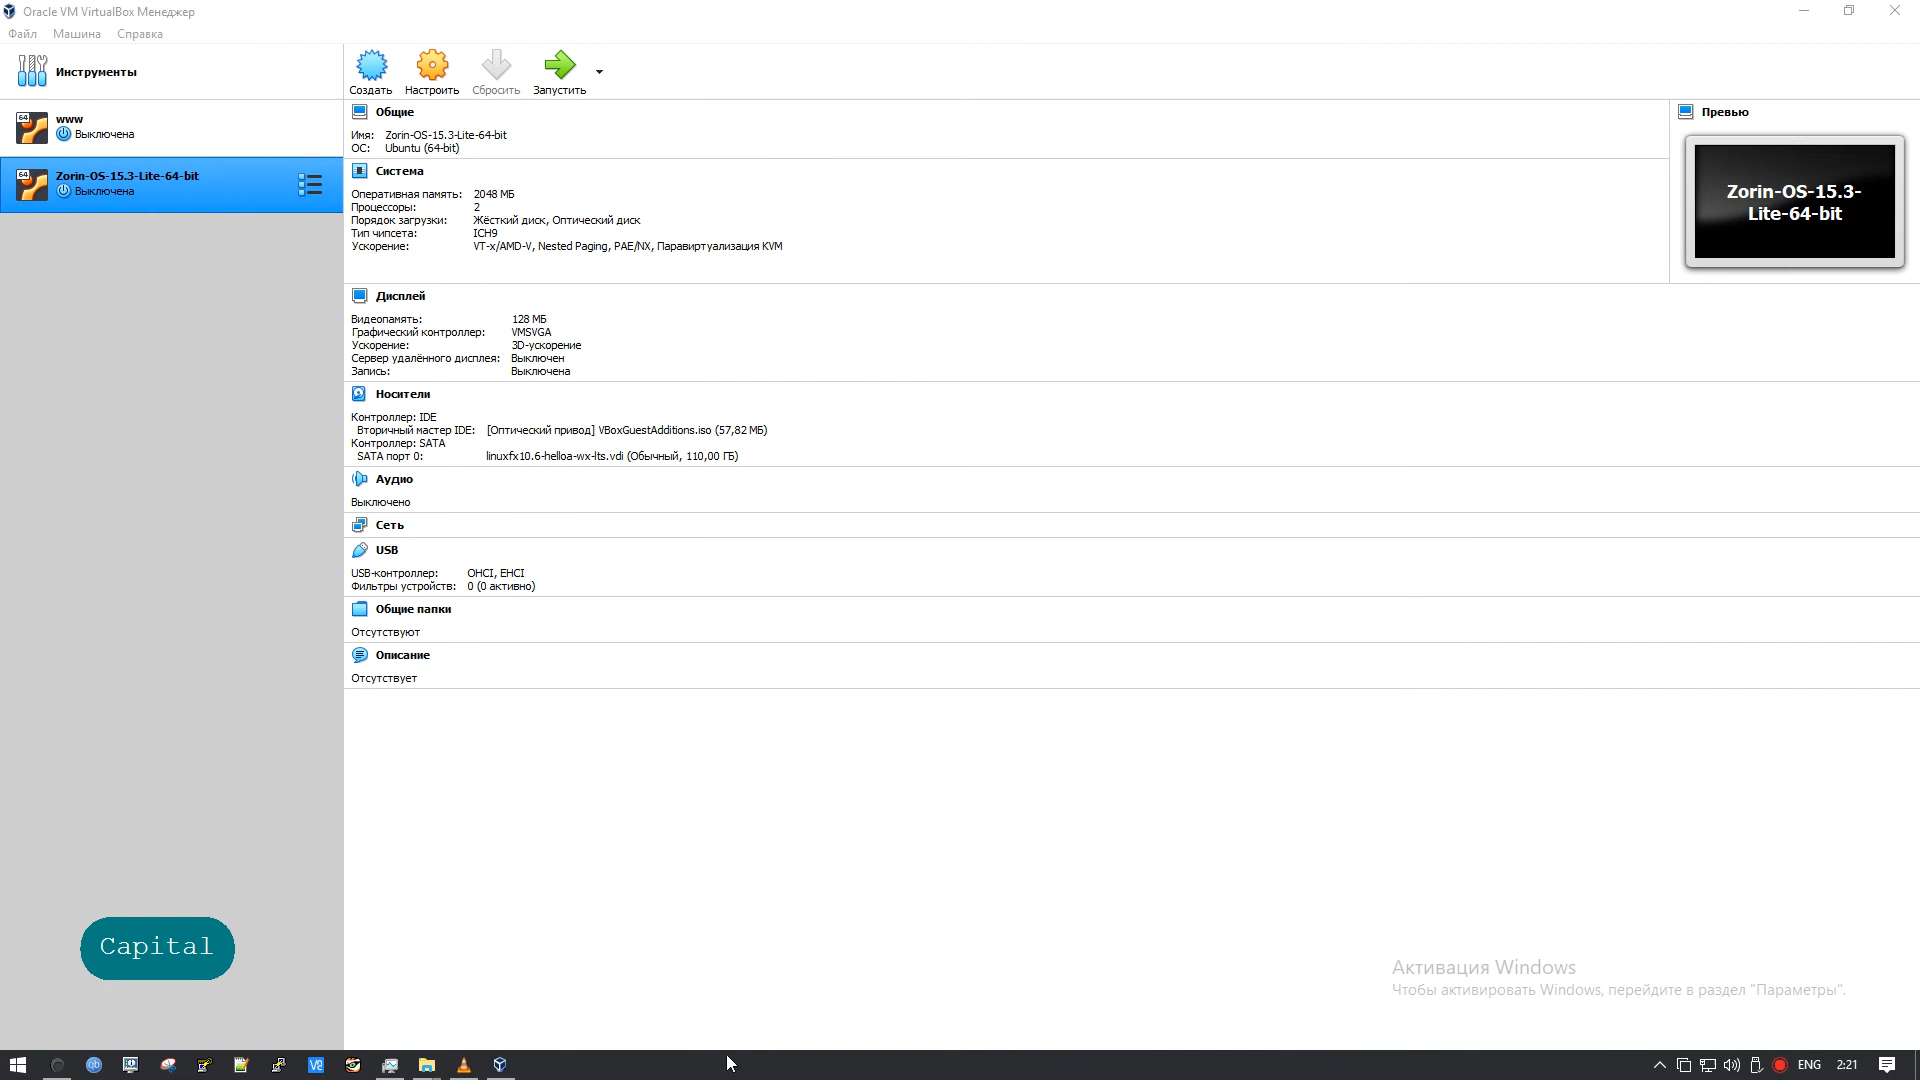 Oracle VM VirtualBox Менеджер
Файл Машина Справка
Инструменты
Создать Настроить Сбросить Запустить
64 www
Выключена
64 Zorin-OS-15.3-Lite-64-bit
Выключена
Общие
Имя: Zorin-OS-15.3-Lite-64-bit
ОС: Ubuntu (64-bit)
Система
Оперативная память: 2048 МБ
Процессоры: 2
Порядок загрузки: Жёсткий диск, Оптический диск
Тип чипсета: ICH9
Ускорение: VT-x/AMD-V, Nested Paging, PAE/NX, Паравиртуализация KVM
Превью
Zorin-OS-15.3-
Lite-64-bit
Дисплей
Видеопамять: 128 МБ
Графический контроллер: VMSVGA
Ускорение: 3D-ускорение
Сервер удалённого дисплея: Выключен
Запись: Выключена
Носители
Контроллер: IDE
Вторичный мастер IDE: [Оптический привод] VBoxGuestAdditions.iso (57,82 МБ)
Контроллер: SATA
SATA порт 0: linuxfx10.6-helloa-wx-lts.vdi (Обычный, 110,00 ГБ)
Аудио
Выключено
Сеть
USB
USB-контроллер: OHCI, EHCI
Фильтры устройств: 0 (0 активно)
Общие папки
Отсутствуют
Описание
Отсутствует
Capital
Активация Windows
Чтобы активировать Windows, перейдите в раздел "Параметры".
qb V2 ENG 2:21